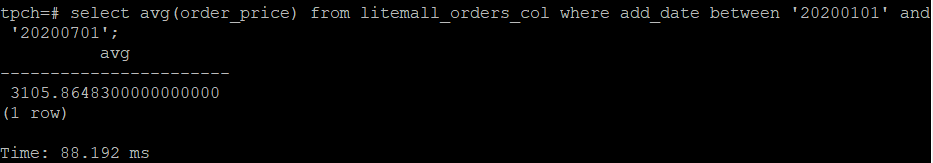 tpch=# select avg(order_price) from litemall_orders_col where add_date between '20200101' and
'20200701';
avg
-----------------------
3105.8648300000000000
(1 row)
Time: 88.192 ms